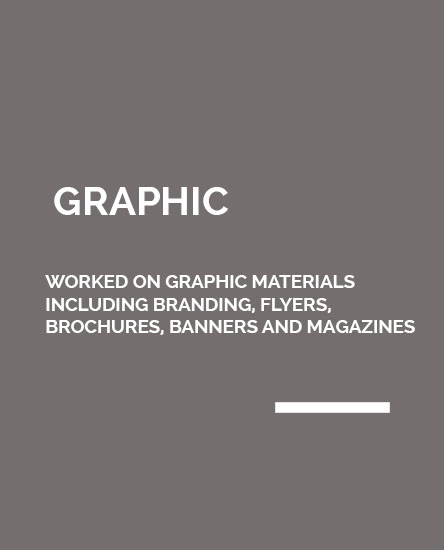 GRAPHIC
WORKED ON GRAPHIC MATERIALS
INCLUDING BRANDING, FLYERS,
BROCHURES, BANNERS AND MAGAZINES